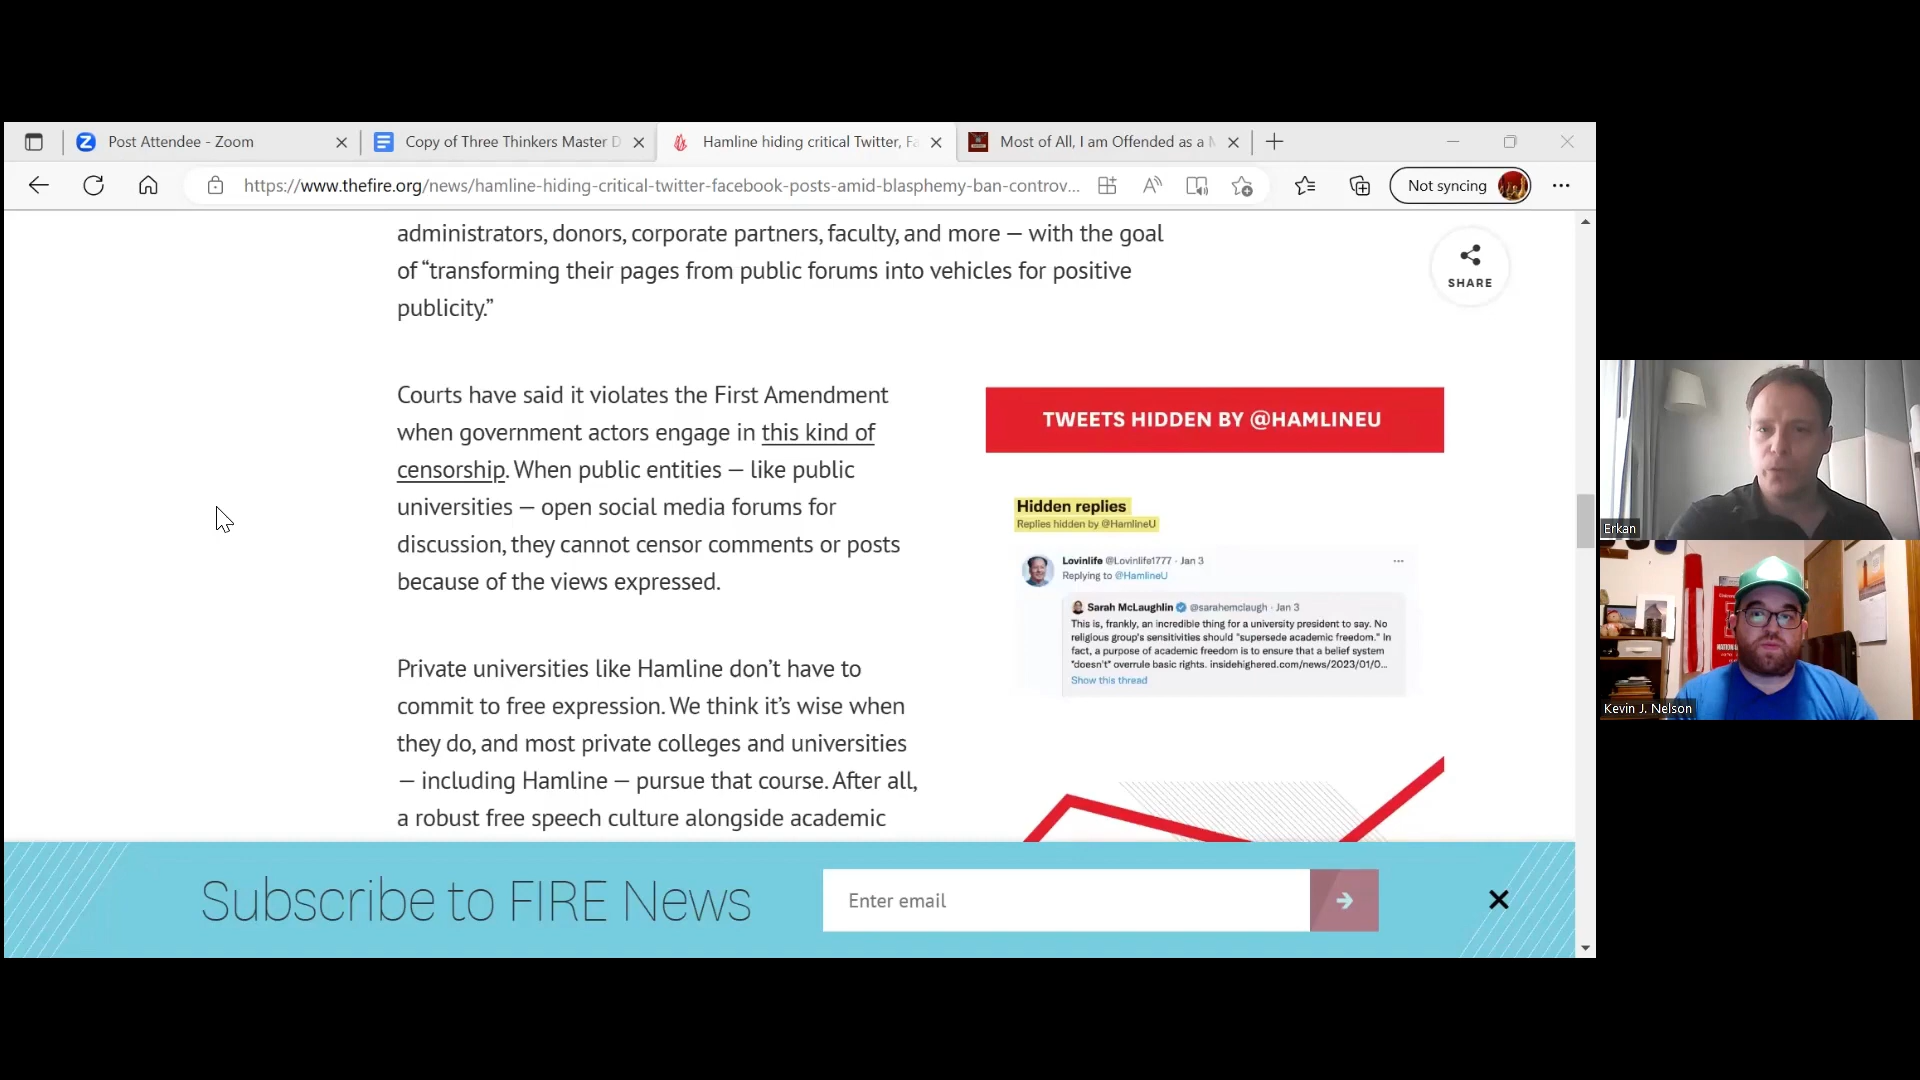 Post Attendee - Zoom
Copy of Three Thinkers Master D
Hamline hiding critical Twitter, Fa
Most of All, I am Offended as a M
https://www.thefire.org/news/hamline-hiding-critical-twitter-facebook-posts-amid-blasphemy-ban-controv...
Not syncing
administrators, donors, corporate partners, faculty, and more — with the goal
of “transforming their pages from public forums into vehicles for positive
publicity.”
SHARE
Courts have said it violates the First Amendment
when government actors engage in this kind of
censorship. When public entities — like public
universities — open social media forums for
discussion, they cannot censor comments or posts
because of the views expressed.
Private universities like Hamline don’t have to
commit to free expression. We think it’s wise when
they do, and most private colleges and universities
— including Hamline — pursue that course. After all,
a robust free speech culture alongside academic
TWEETS HIDDEN BY @HAMLINEU
Hidden replies
Replies hidden by @HamlineU
Lovinlife @Lovinlife1777 · Jan 3
Replying to @HamlineU
Sarah McLaughlin @sarahemclaugh · Jan 3
This is, frankly, an incredible thing for a university president to say. No
religious group's sensitivities should "supersede academic freedom." In
fact, a purpose of academic freedom is to ensure that a belief system
*doesn't* overrule basic rights. insidehighered.com/news/2023/01/0...
Show this thread
Subscribe to FIRE News
Enter email
Erkan
Kevin J. Nelson